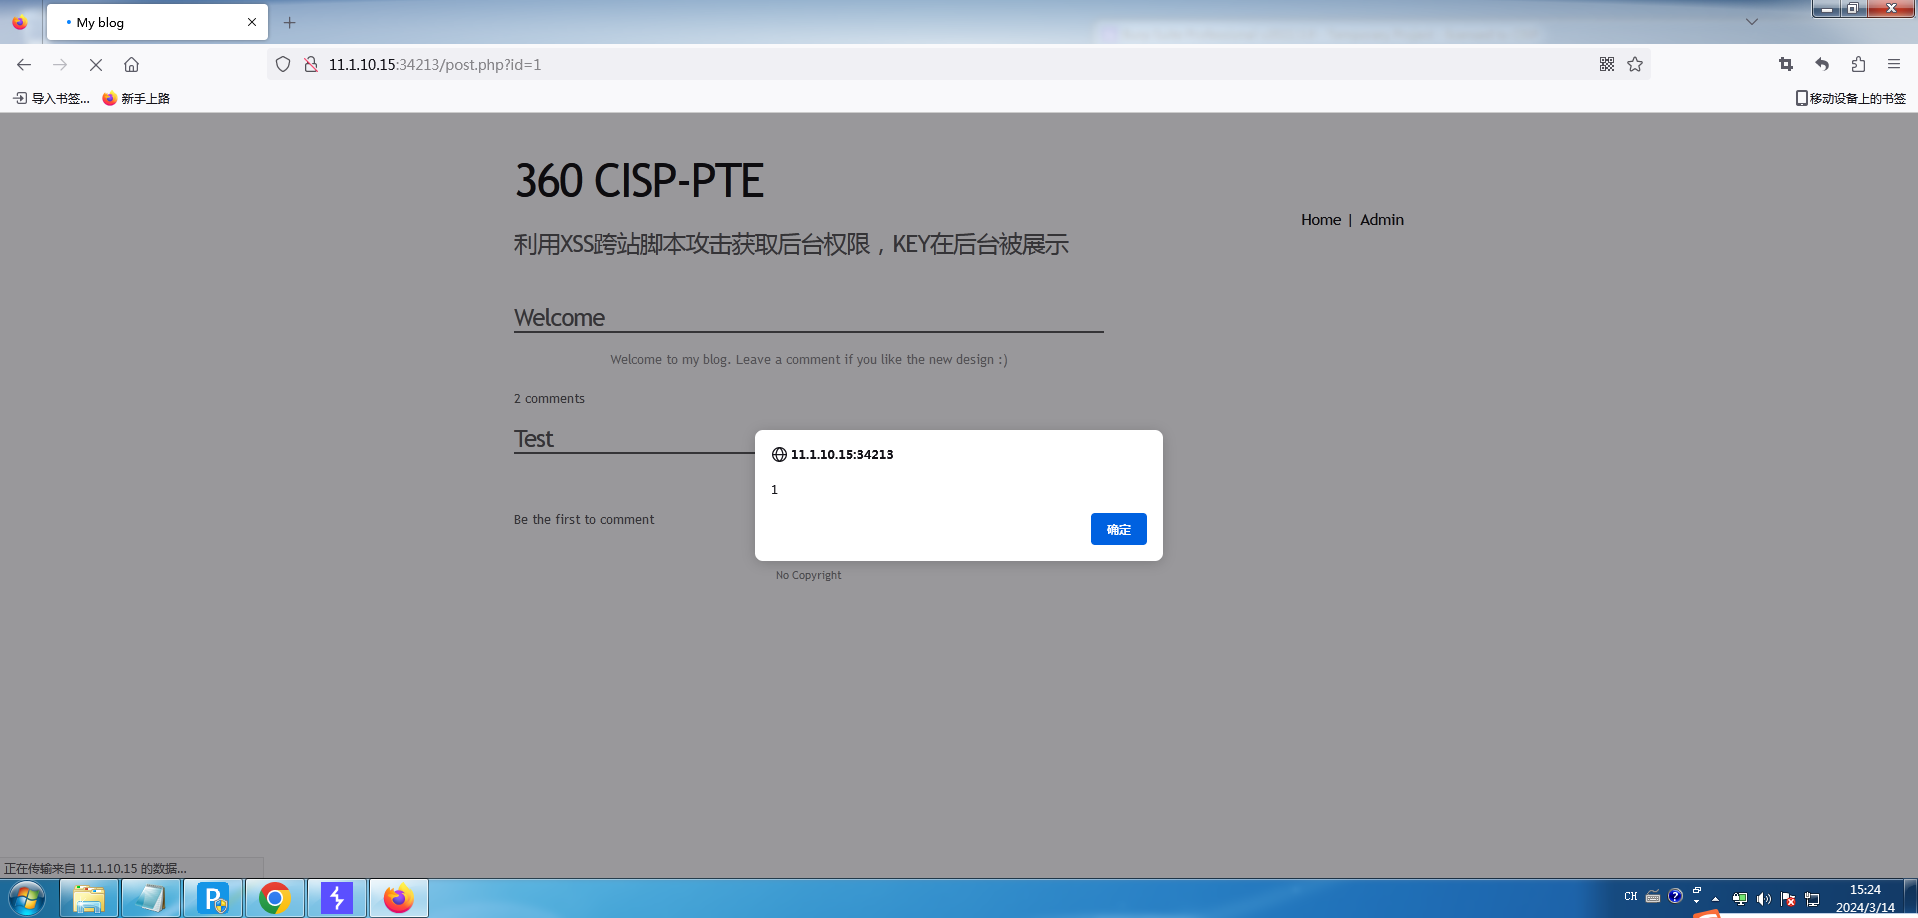 My blog
11.1.10.15:34213/post.php?id=1
导入书签...
新手上路
移动设备上的书签
360 CISP-PTE
Home | Admin
利用XSS跨站脚本攻击获取后台权限，KEY在后台被展示
Welcome
Welcome to my blog. Leave a comment if you like the new design :)
2 comments
Test
11.1.10.15:34213
1
确定
Be the first to comment
No Copyright
正在传输来自 11.1.10.15 的数据...
CH
15:24
2024/3/14